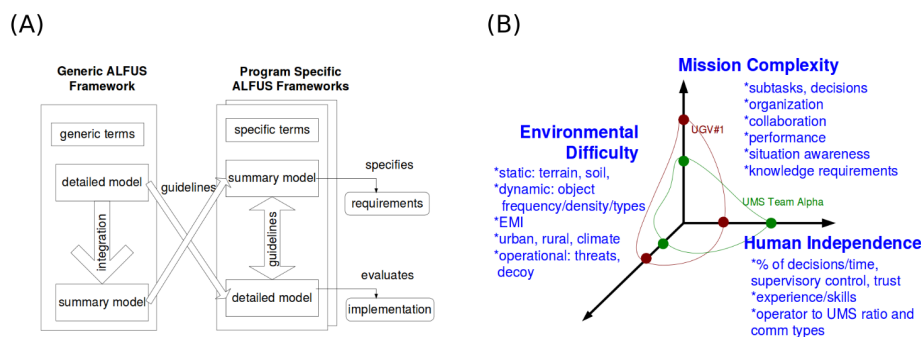 (A)
Generic ALFUS
Framework
generic terms
detailed model
integration
summary model
guidelines
Program Specific
ALFUS Frameworks
specific terms
summary model
guidelines
detailed model
specifies
requirements
evaluates
implementation
(B)
Mission Complexity
*subtasks, decisions
*organization
*collaboration
*performance
*situation awareness
*knowledge requirements
UGV#1
Environmental
Difficulty
*static: terrain, soil,
*dynamic: object
frequency/density/types
*EMI
*urban, rural, climate
*operational: threats,
decoy
UMS Team Alpha
Human Independence
*% of decisions/time,
supervisory control, trust
*experience/skills
*operator to UMS ratio and
comm types